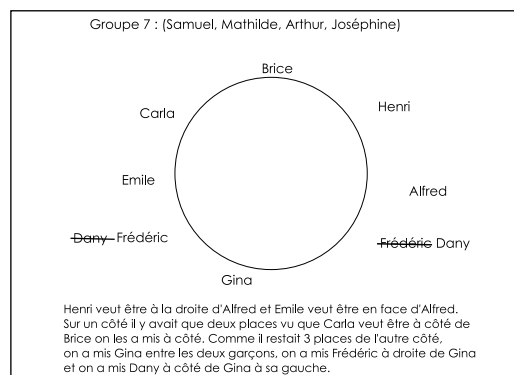 Groupe 7 : (Samuel, Mathilde, Arthur, Joséphine)
Brice
Carla
Henri
Emile
Alfred
Dany Frédéric
Frédéric Dany
Gina
Henri veut être à la droite d'Alfred et Emile veut être en face d'Alfred.
Sur un côté il y avait que deux places vu que Carla veut être à côté de
Brice on les a mis à côté. Comme il restait 3 places de l'autre côté,
on a mis Gina entre les deux garçons, on a mis Frédéric à droite de Gina
et on a mis Dany à côté de Gina à sa gauche.